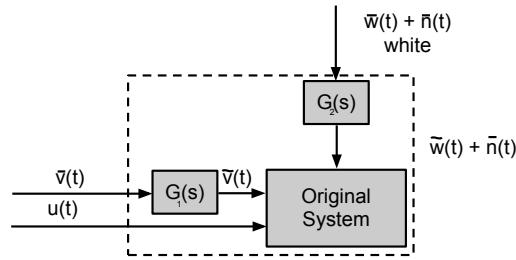 w̄(t) + n̄(t)
white
G₂(s)
w̃(t) + n̄(t)
v̄(t)
G₁(s)
ṽ(t)
u(t)
Original
System